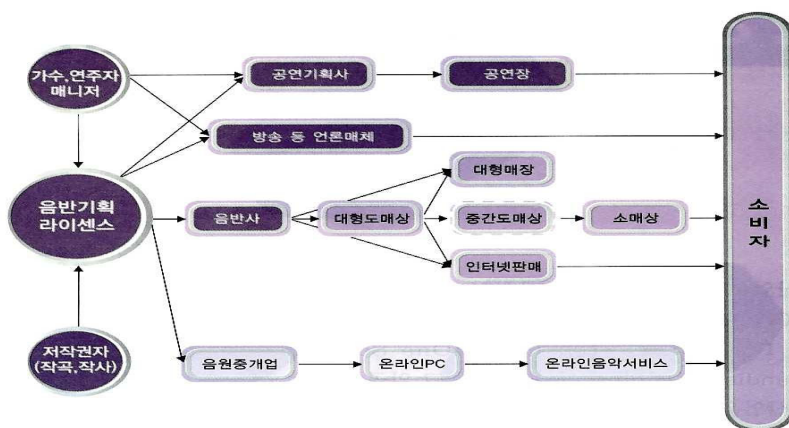 가수,연주자
매니저
공연기획사
공연장
방송 등 언론매체
대형매장
음반기획
라이센스
음반사
대형도매상
중간도매상
소매상
인터넷판매
저작권자
(작곡,작사)
음원중개업
온라인PC
온라인음악서비스
소비자